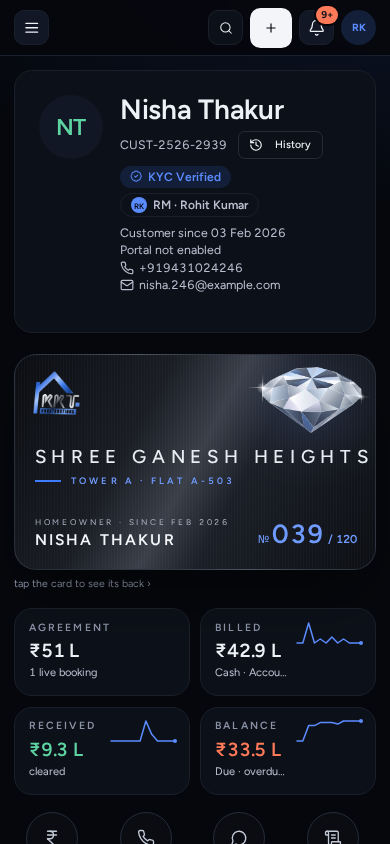 9+
RK
NT
Nisha Thakur
CUST-2526-2939
History
KYC Verified
RK
RM · Rohit Kumar
Customer since 03 Feb 2026
Portal not enabled
+919431024246
nisha.246@example.com
SHREE GANESH HEIGHTS
TOWER A · FLAT A-503
HOMEOWNER · SINCE FEB 2026
NISHA THAKUR
№039 / 120
tap the card to see its back ›
AGREEMENT
₹51 L
1 live booking
BILLED
₹42.9 L
Cash · Accou…
RECEIVED
₹9.3 L
cleared
BALANCE
₹33.5 L
Due · overdu…
₹